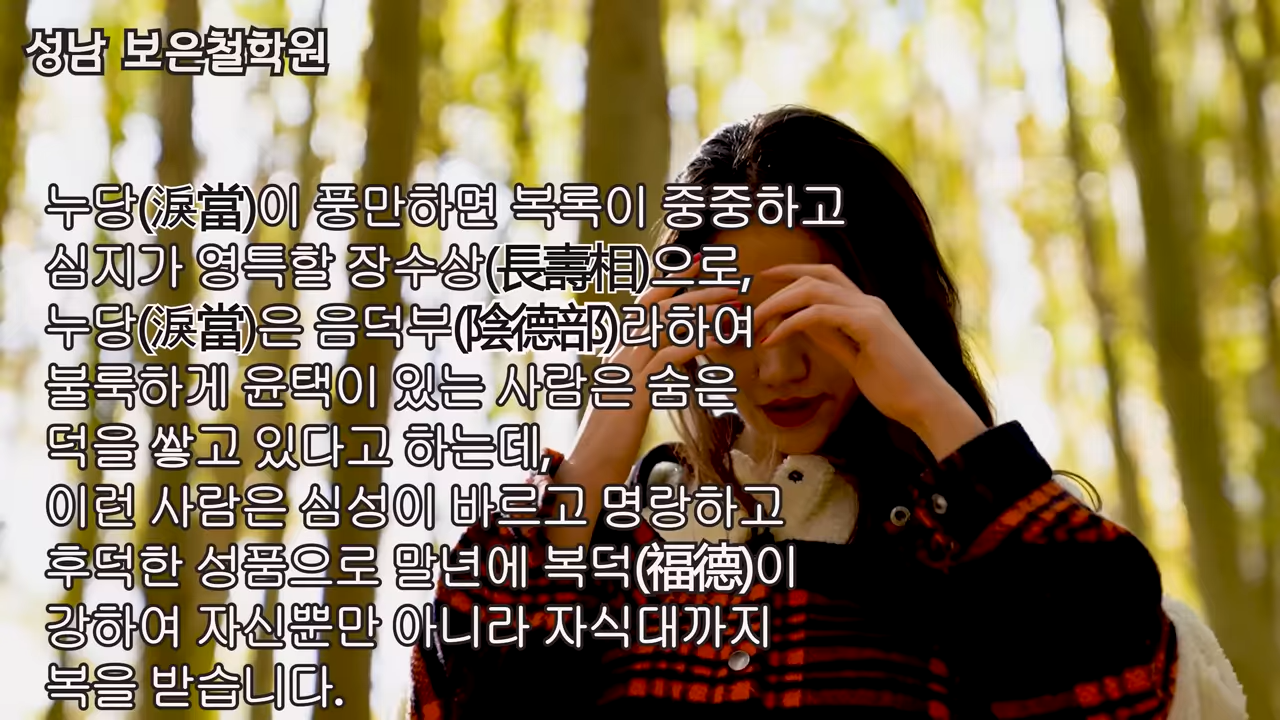 성남 보은철학원
누당(淚當)이 풍만하면 복록이 중중하고
심지가 영특할 장수상(長壽相)으로,
누당(淚當)은 음덕부(陰德部)라하여
불룩하게 윤택이 있는 사람은 숨은
덕을 쌓고 있다고 하는데,
이런 사람은 심성이 바르고 명랑하고
후덕한 성품으로 말년에 복덕(福德)이
강하여 자신뿐만 아니라 자식대까지
복을 받습니다.